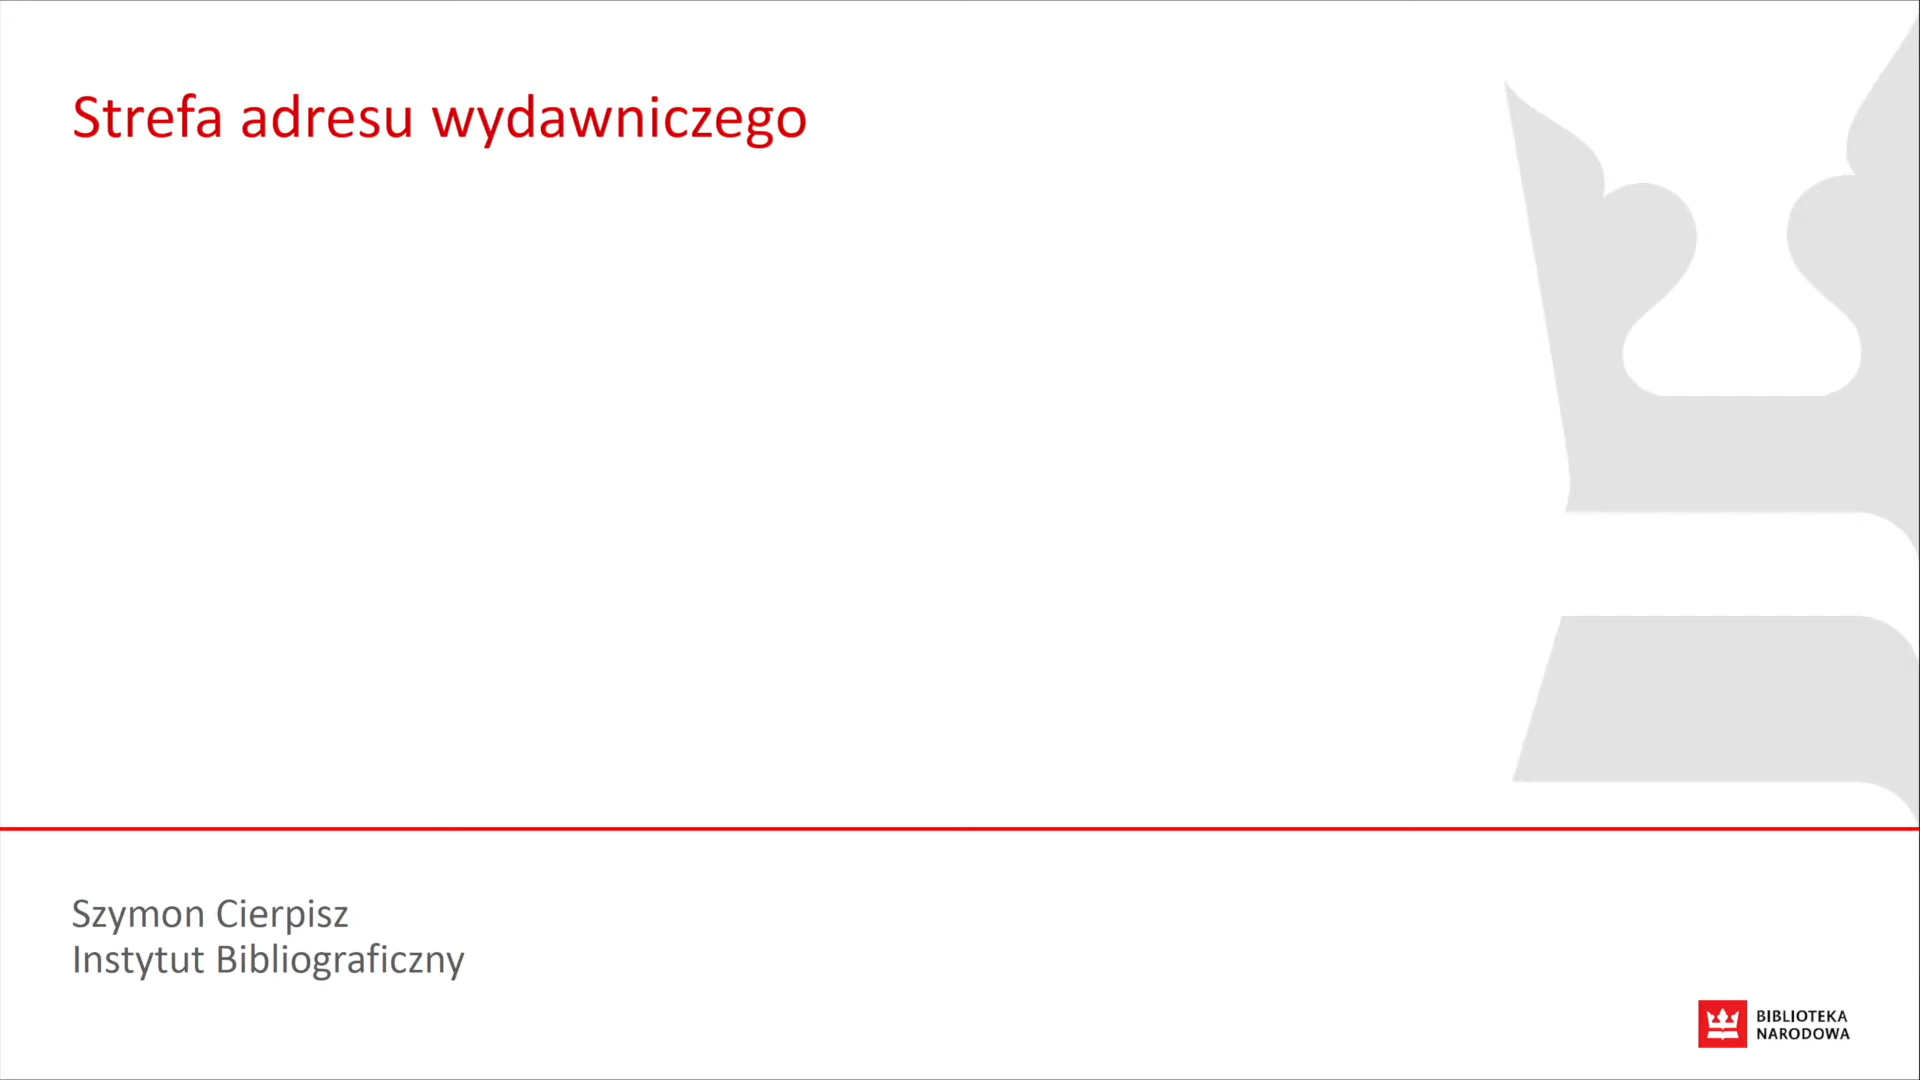 Strefa adresu wydawniczego
Szymon Cierpisz
Instytut Bibliograficzny
BIBLIOTEKA
NARODOWA